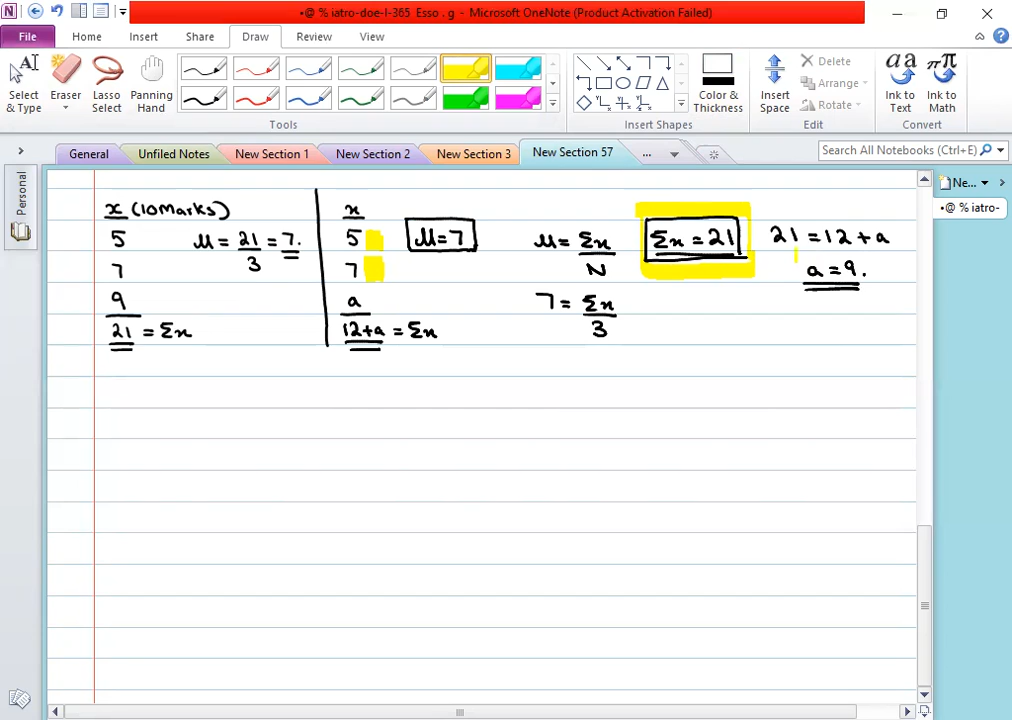 •@ % iatro-doe-l-365 Esso . g - Microsoft OneNote (Product Activation Failed)
File Home Insert Share Draw Review View
Select & Type
Eraser
Lasso Select
Panning Hand
Color & Thickness
Insert Space
Delete
Arrange
Rotate
Ink to Text
Ink to Math
Tools Insert Shapes Edit Convert
General Unfiled Notes New Section 1 New Section 2 New Section 3 New Section 57 ... Search All Notebooks (Ctrl+E)
Personal
Ne...
•@ % iatro-
x (10Marks)
5 μ = 21/3 = 7.
7
9
21 = Σx
x
5 μ=7
7
a
12+a = Σx
μ = Σx/N
7 = Σx/3
Σx = 21
21 = 12 + a
a = 9.